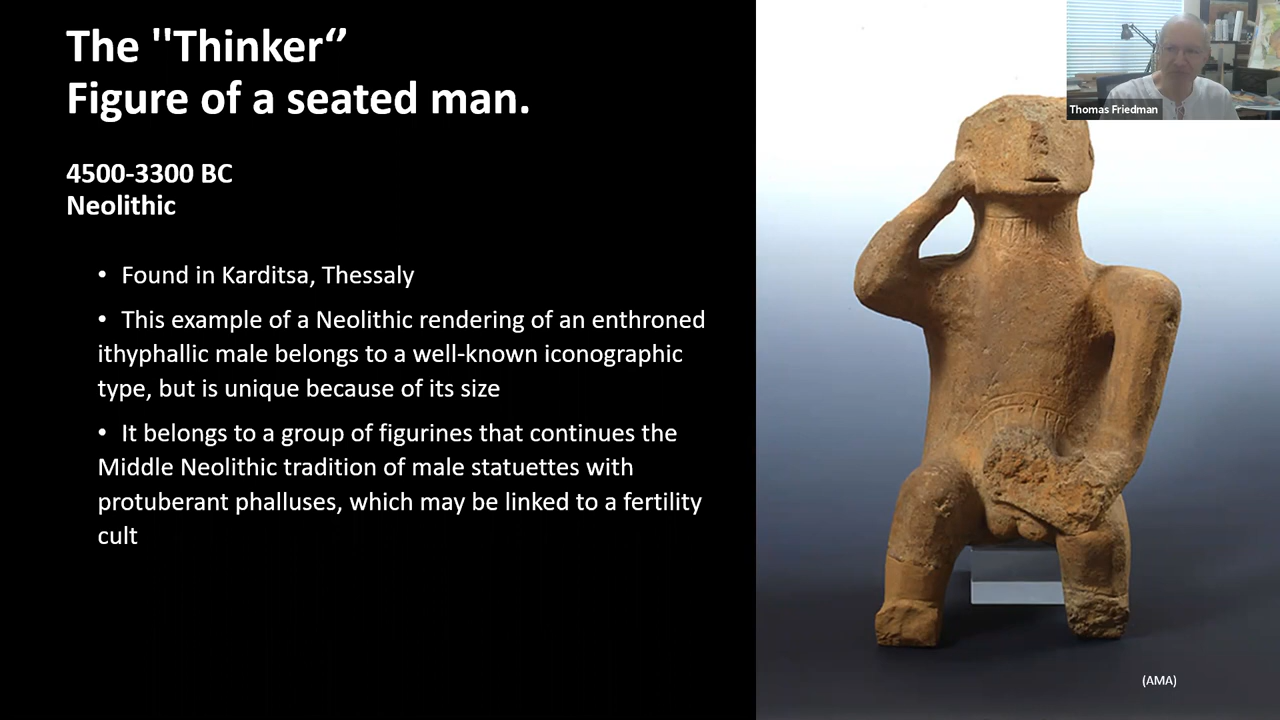 The "Thinker“
Figure of a seated man.
4500-3300 BC
Neolithic
• Found in Karditsa, Thessaly
• This example of a Neolithic rendering of an enthroned
ithyphallic male belongs to a well-known iconographic
type, but is unique because of its size
• It belongs to a group of figurines that continues the
Middle Neolithic tradition of male statuettes with
protuberant phalluses, which may be linked to a fertility
cult
Thomas Friedman
(AMA)